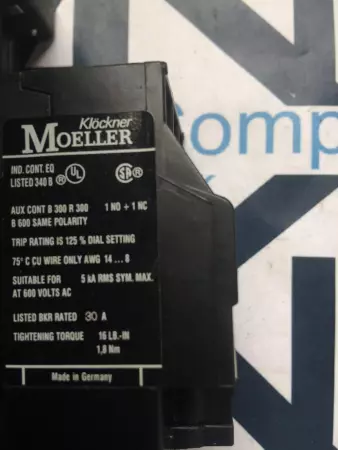 Klöckner
MOELLER
IND. CONT. EQ
LISTED 340 B ® UL SA ®
AUX CONT B 300 R 300 1 NO + 1 NC
B 600 SAME POLARITY
TRIP RATING IS 125 % DIAL SETTING
75° C CU WIRE ONLY AWG 14 ... 8
SUITABLE FOR 5 kA RMS SYM. MAX.
AT 600 VOLTS AC
LISTED BKR RATED 30 A
TIGHTENING TORQUE 16 LB.-IN
1,8 Nm
Made in Germany
Comp